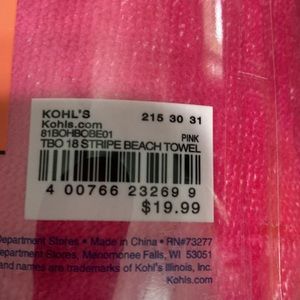 KOHL'S 215 30 31
Kohls.com
81BOHBOBE01 PINK
TBO 18 STRIPE BEACH TOWEL
4 00766 23269 9
$19.99
Department Stores • Made in China • RN#73277
Department Stores, Menomonee Falls, WI 53051
and names are trademarks of Kohl's Illinois, Inc.
Kohls.com